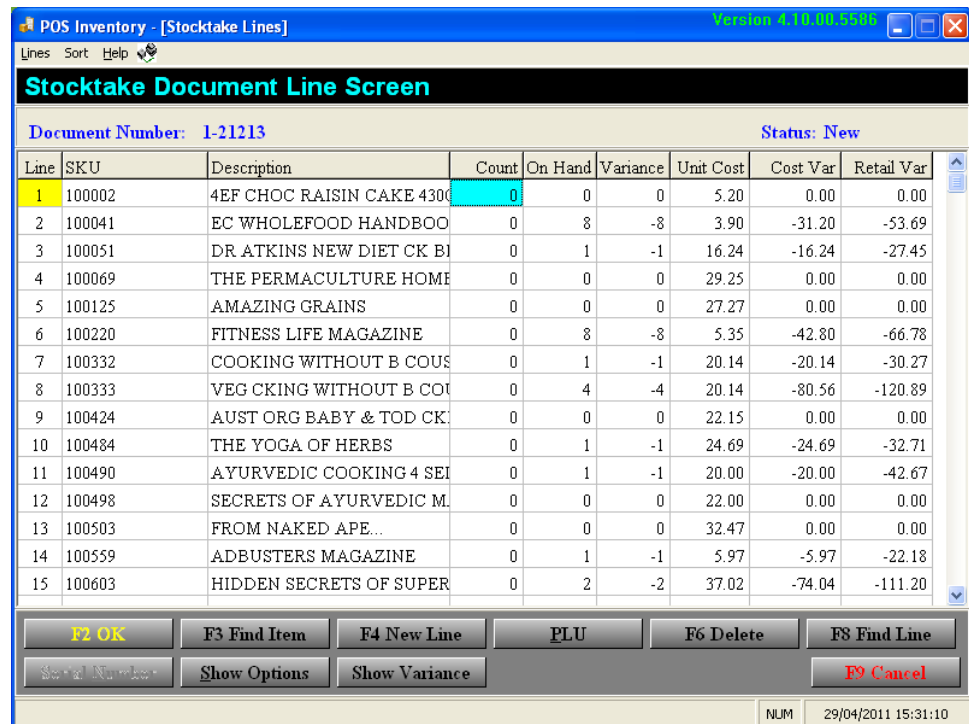 POS Inventory - [Stocktake Lines] Version 4.10.00.5586
Lines Sort Help
Stocktake Document Line Screen
Document Number: 1-21213 Status: New
Line SKU Description Count On Hand Variance Unit Cost Cost Var Retail Var
1 100002 4EF CHOC RAISIN CAKE 430G 0 0 0 5.20 0.00 0.00
2 100041 EC WHOLEFOOD HANDBOO 0 8 -8 3.90 -31.20 -53.69
3 100051 DR ATKINS NEW DIET CK 0 1 -1 16.24 -16.24 -27.45
4 100069 THE PERMACULTURE HOME 0 0 0 29.25 0.00 0.00
5 100125 AMAZING GRAINS 0 0 0 27.27 0.00 0.00
6 100220 FITNESS LIFE MAGAZINE 0 8 -8 5.35 -42.80 -66.78
7 100332 COOKING WITHOUT B COUS 0 1 -1 20.14 -20.14 -30.27
8 100333 VEG CKING WITHOUT B COU 0 4 -4 20.14 -80.56 -120.89
9 100424 AUST ORG BABY & TOD CK 0 0 0 22.15 0.00 0.00
10 100484 THE YOGA OF HERBS 0 1 -1 24.69 -24.69 -32.71
11 100490 AYURVEDIC COOKING 4 SEL 0 1 -1 20.00 -20.00 -42.67
12 100498 SECRETS OF AYURVEDIC 0 0 0 22.00 0.00 0.00
13 100503 FROM NAKED APE... 0 0 0 32.47 0.00 0.00
14 100559 ADBUSTERS MAGAZINE 0 1 -1 5.97 -5.97 -22.18
15 100603 HIDDEN SECRETS OF SUPER 0 2 -2 37.02 -74.04 -111.20
F2 OK F3 Find Item F4 New Line PLU F6 Delete F8 Find Line
Serial Number Show Options Show Variance F9 Cancel
NUM 29/04/2011 15:31:10